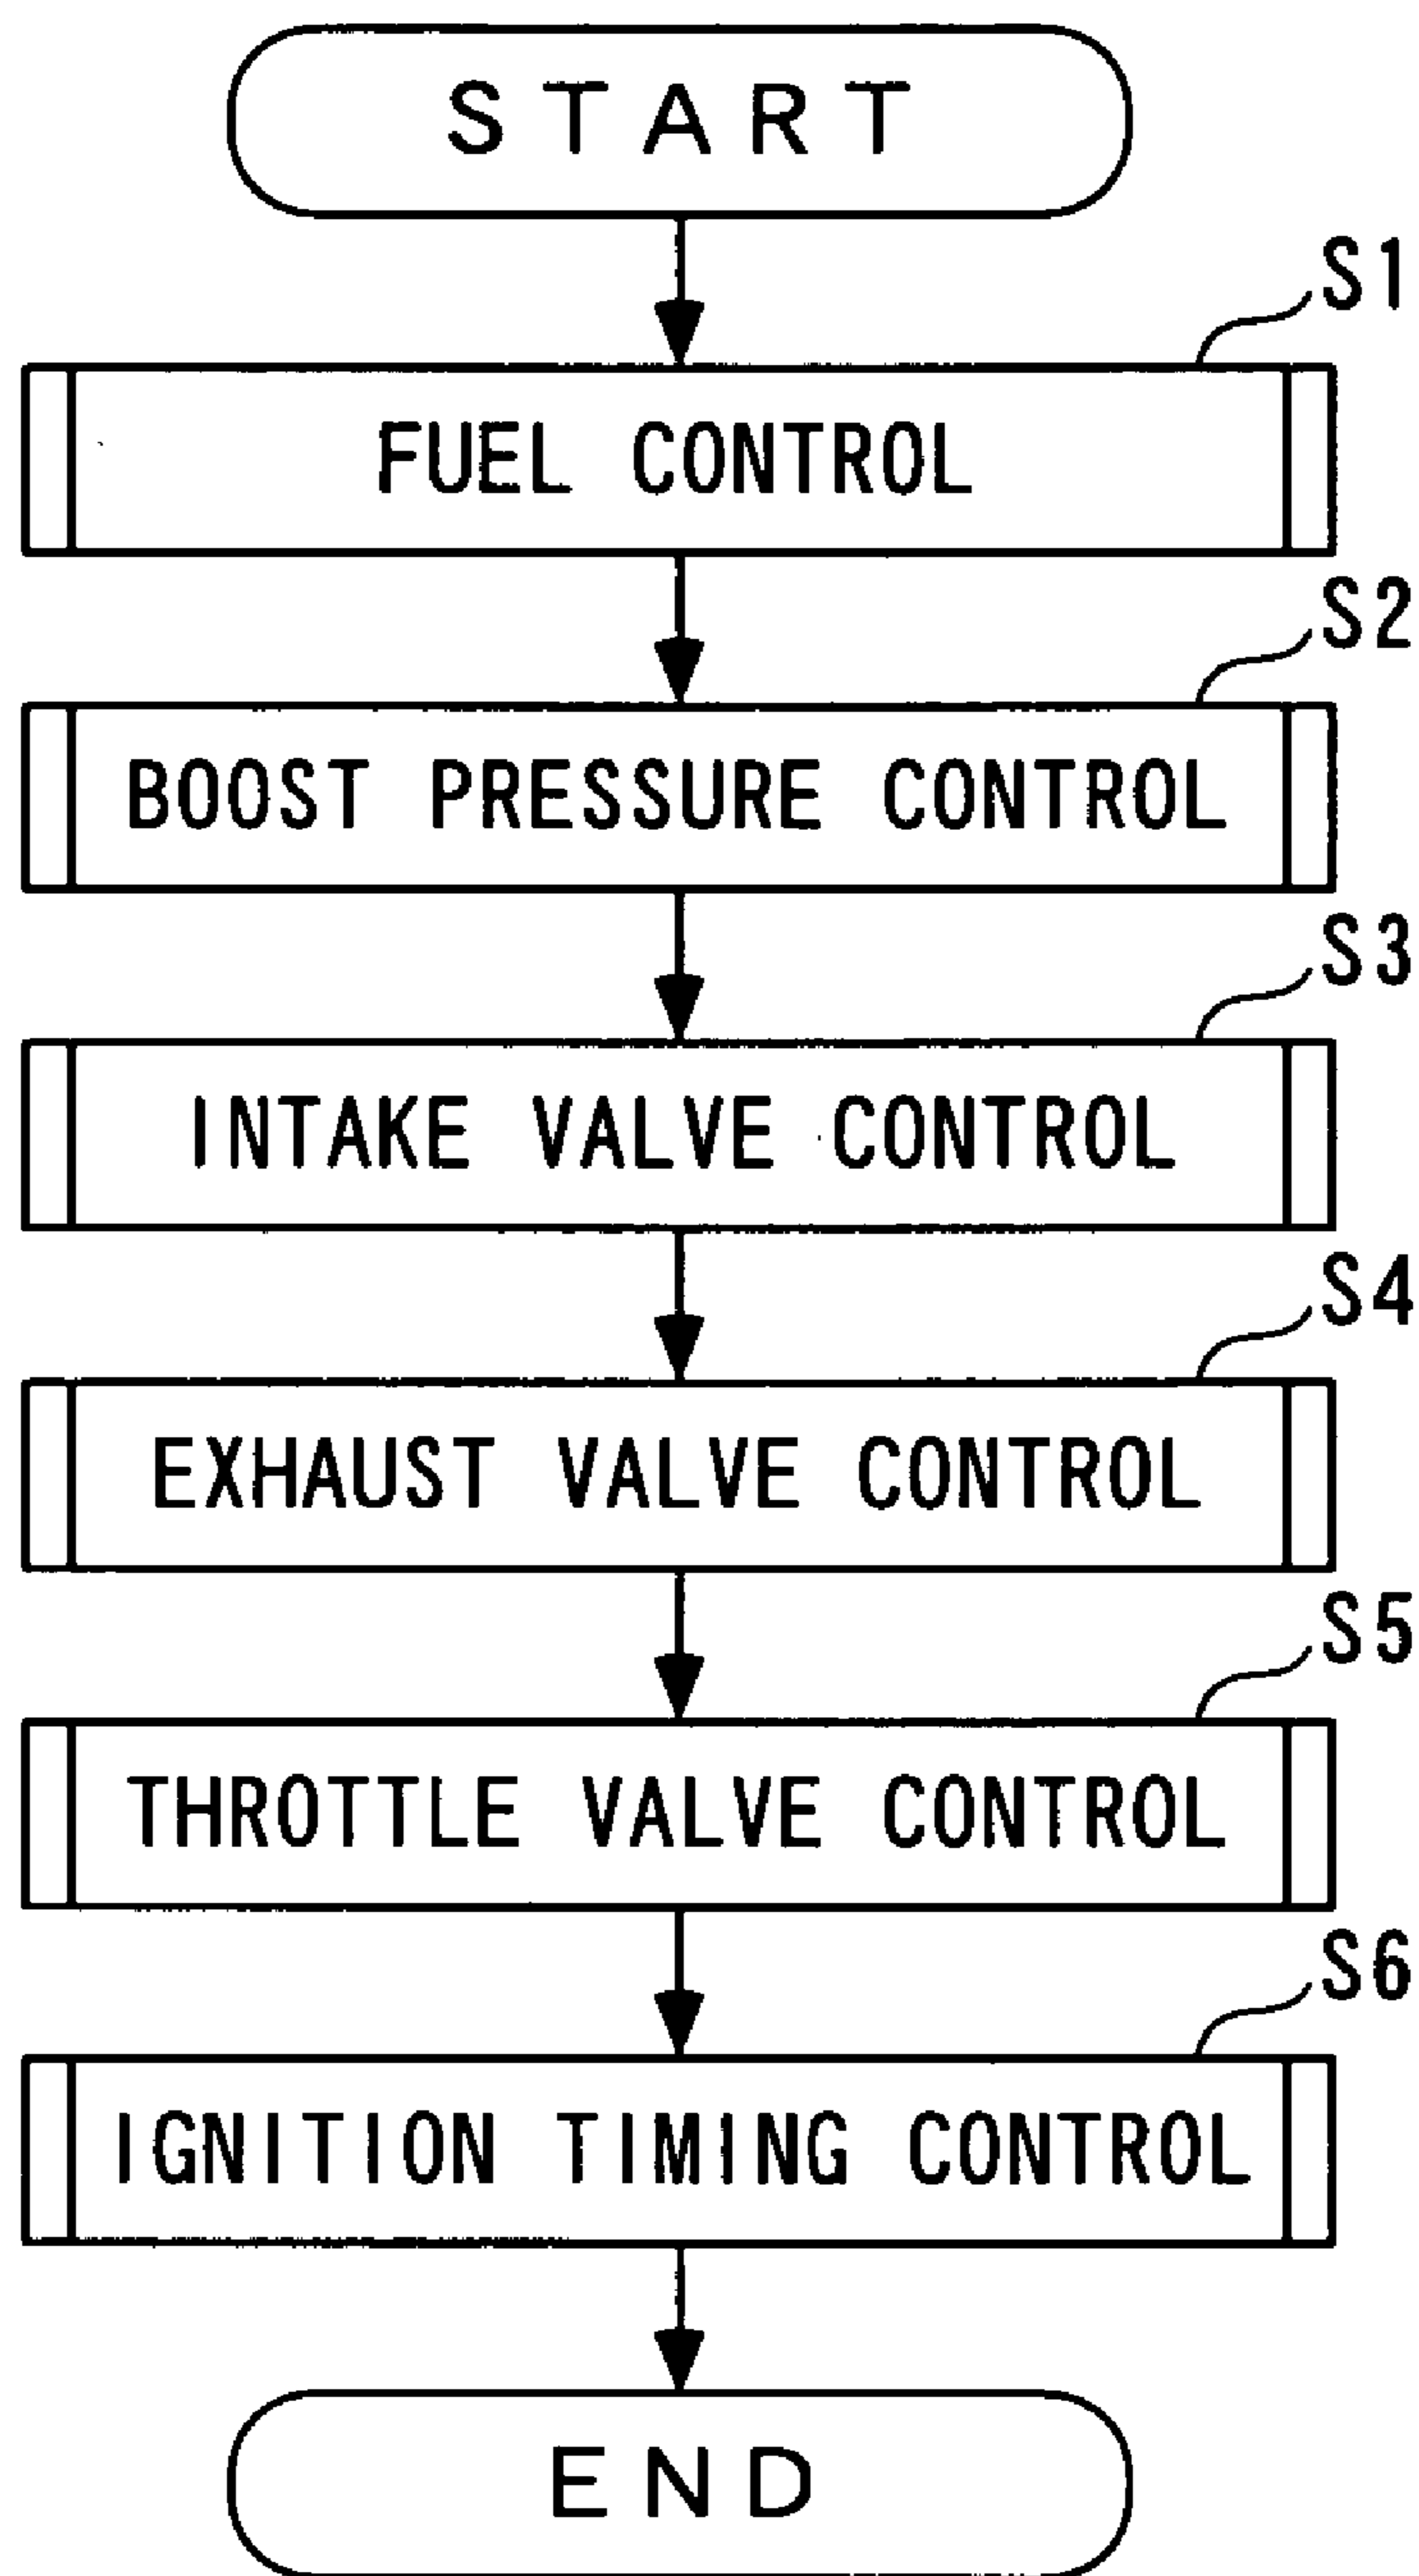 START
S1
FUEL CONTROL
S2
BOOST PRESSURE CONTROL
S3
INTAKE VALVE CONTROL
S4
EXHAUST VALVE CONTROL
S5
THROTTLE VALVE CONTROL
S6
IGNITION TIMING CONTROL
END